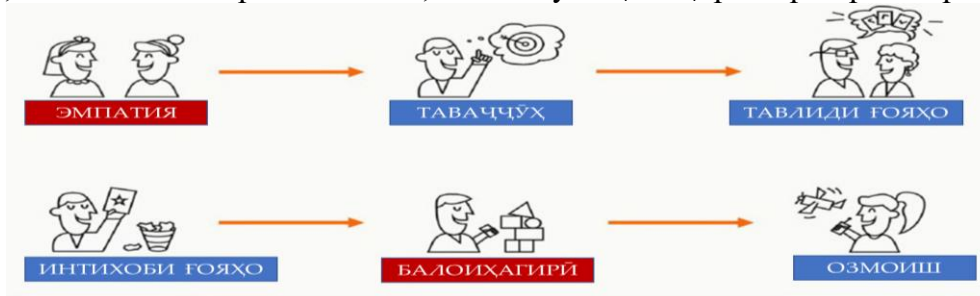 ЭМПАТИЯ
ТАВАҶҶӮҲ
ТАВЛИДИ ҒОЯҲО
ИНТИХОБИ ҒОЯҲО
БАЛОИҲАГИРӢ
ОЗМОИШ